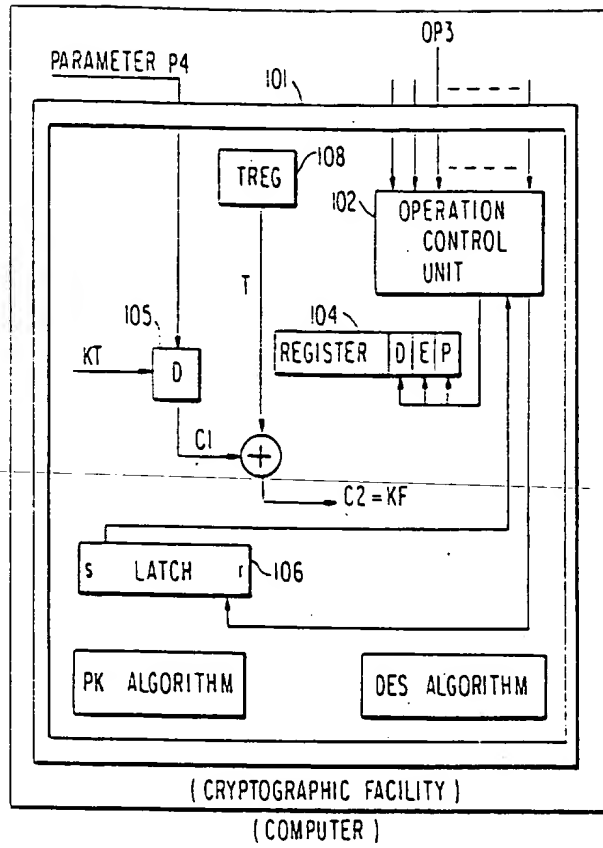 OP3
PARAMETER P4
101
TREG
108
102
OPERATION
CONTROL
UNIT
T
105
104
REGISTER D E P
KT
D
C1
+
C2=KF
s LATCH r
106
PK ALGORITHM
DES ALGORITHM
(CRYPTOGRAPHIC FACILITY)
(COMPUTER)